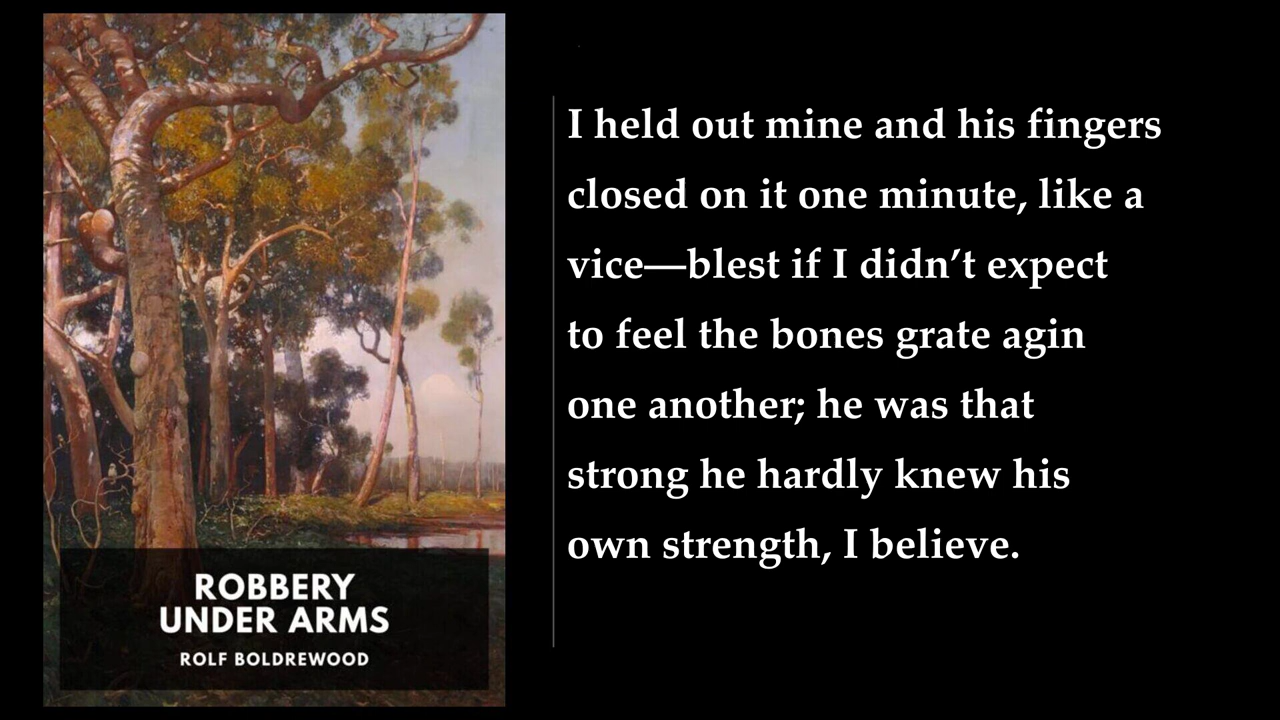 I held out mine and his fingers
closed on it one minute, like a
vice—blest if I didn’t expect
to feel the bones grate agin
one another; he was that
strong he hardly knew his
own strength, I believe.
ROBBERY
UNDER ARMS
ROLF BOLDREWOOD